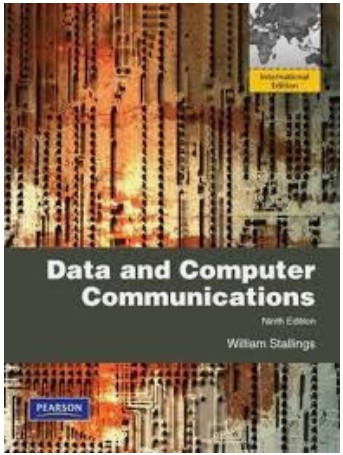 International
Edition
Data and Computer
Communications
Ninth Edition
William Stallings
PEARSON